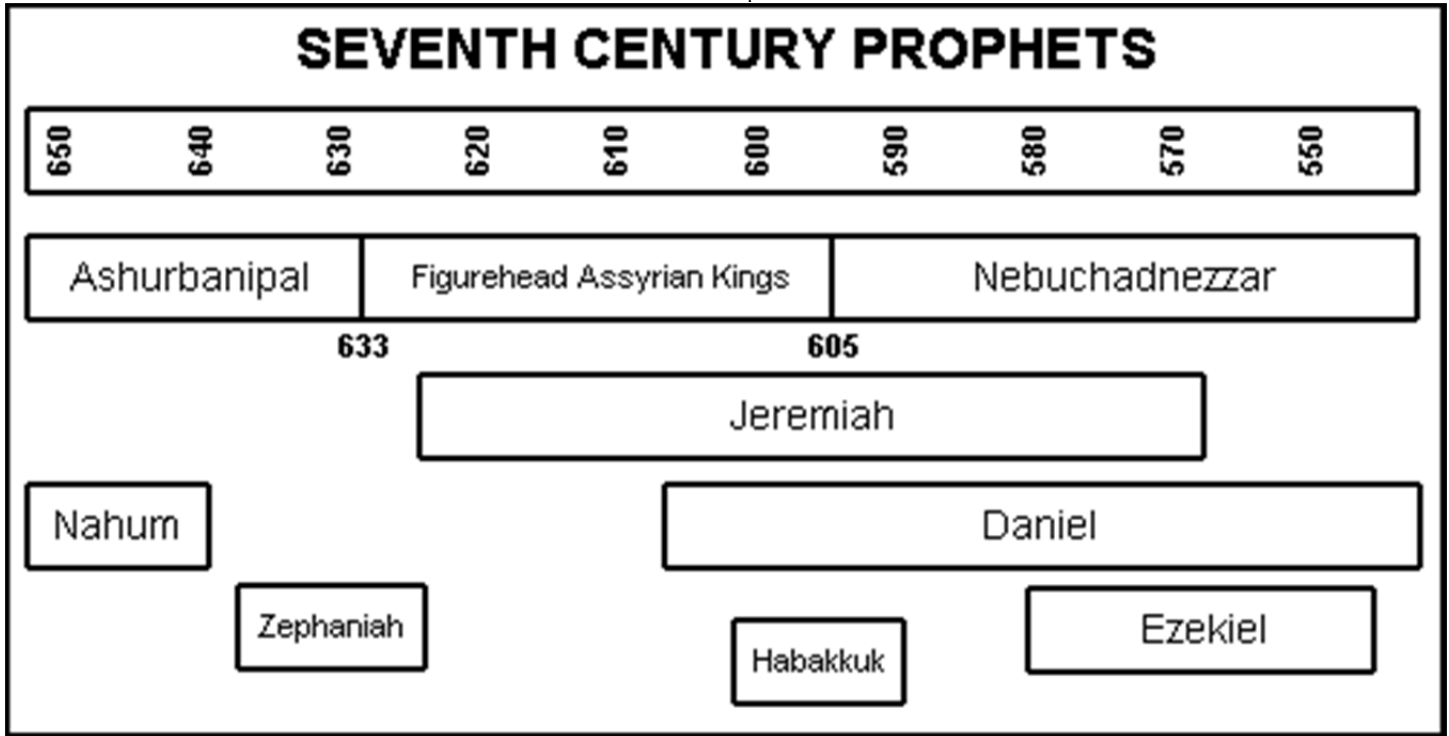 SEVENTH CENTURY PROPHETS
650 640 630 620 610 600 590 580 570 550
Ashurbanipal Figurehead Assyrian Kings Nebuchadnezzar
633 605
Jeremiah
Nahum Daniel
Zephaniah Habakkuk Ezekiel